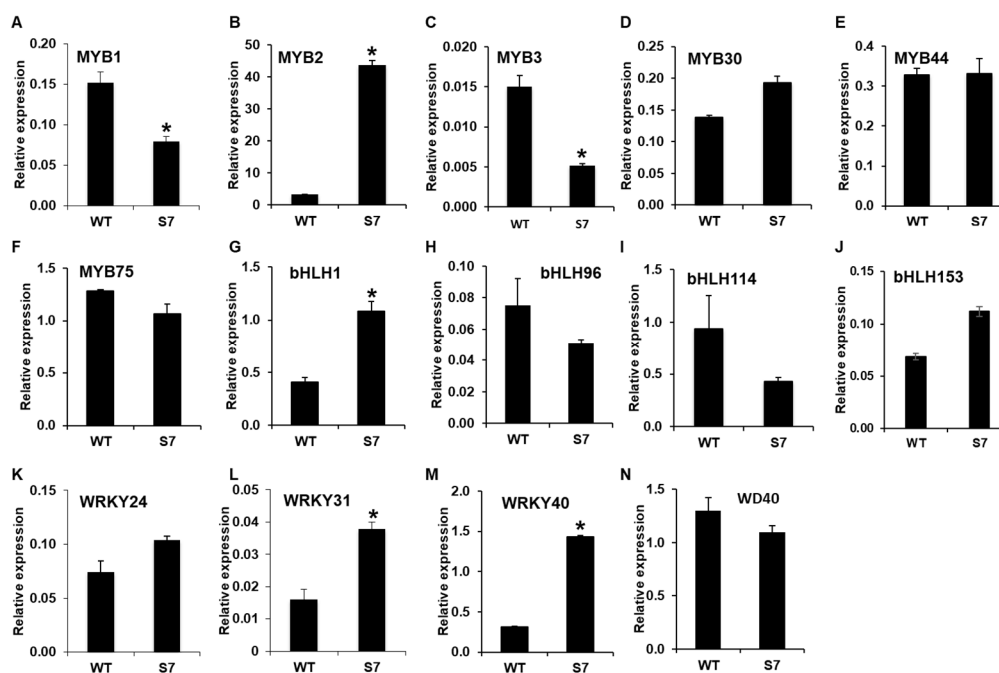 A
MYB1
Relative expression
0.20
0.15
0.10
0.05
0.00
*
WT
S7
B
MYB2
Relative expression
50
40
30
20
10
0
*
WT
S7
C
MYB3
Relative expression
0.020
0.015
0.010
0.005
0.000
*
WT
S7
D
MYB30
Relative expression
0.25
0.20
0.15
0.10
0.05
0.00
WT
S7
E
MYB44
Relative expression
0.4
0.3
0.2
0.1
0.0
WT
S7
F
MYB75
Relative expression
1.5
1.0
0.5
0.0
WT
S7
G
bHLH1
Relative expression
1.5
1.0
0.5
0.0
*
WT
S7
H
bHLH96
Relative expression
0.10
0.08
0.06
0.04
0.02
0.00
WT
S7
I
bHLH114
Relative expression
1.5
1.0
0.5
0.0
WT
S7
J
bHLH153
Relative expression
0.15
0.10
0.05
0.00
WT
S7
K
WRKY24
Relative expression
0.15
0.10
0.05
0.00
WT
S7
L
WRKY31
Relative expression
0.05
0.04
0.03
0.02
0.01
0
*
WT
S7
M
WRKY40
Relative expression
2.0
1.5
1.0
0.5
0.0
*
WT
S7
N
WD40
Relative expression
1.5
1.0
0.5
0.0
WT
S7